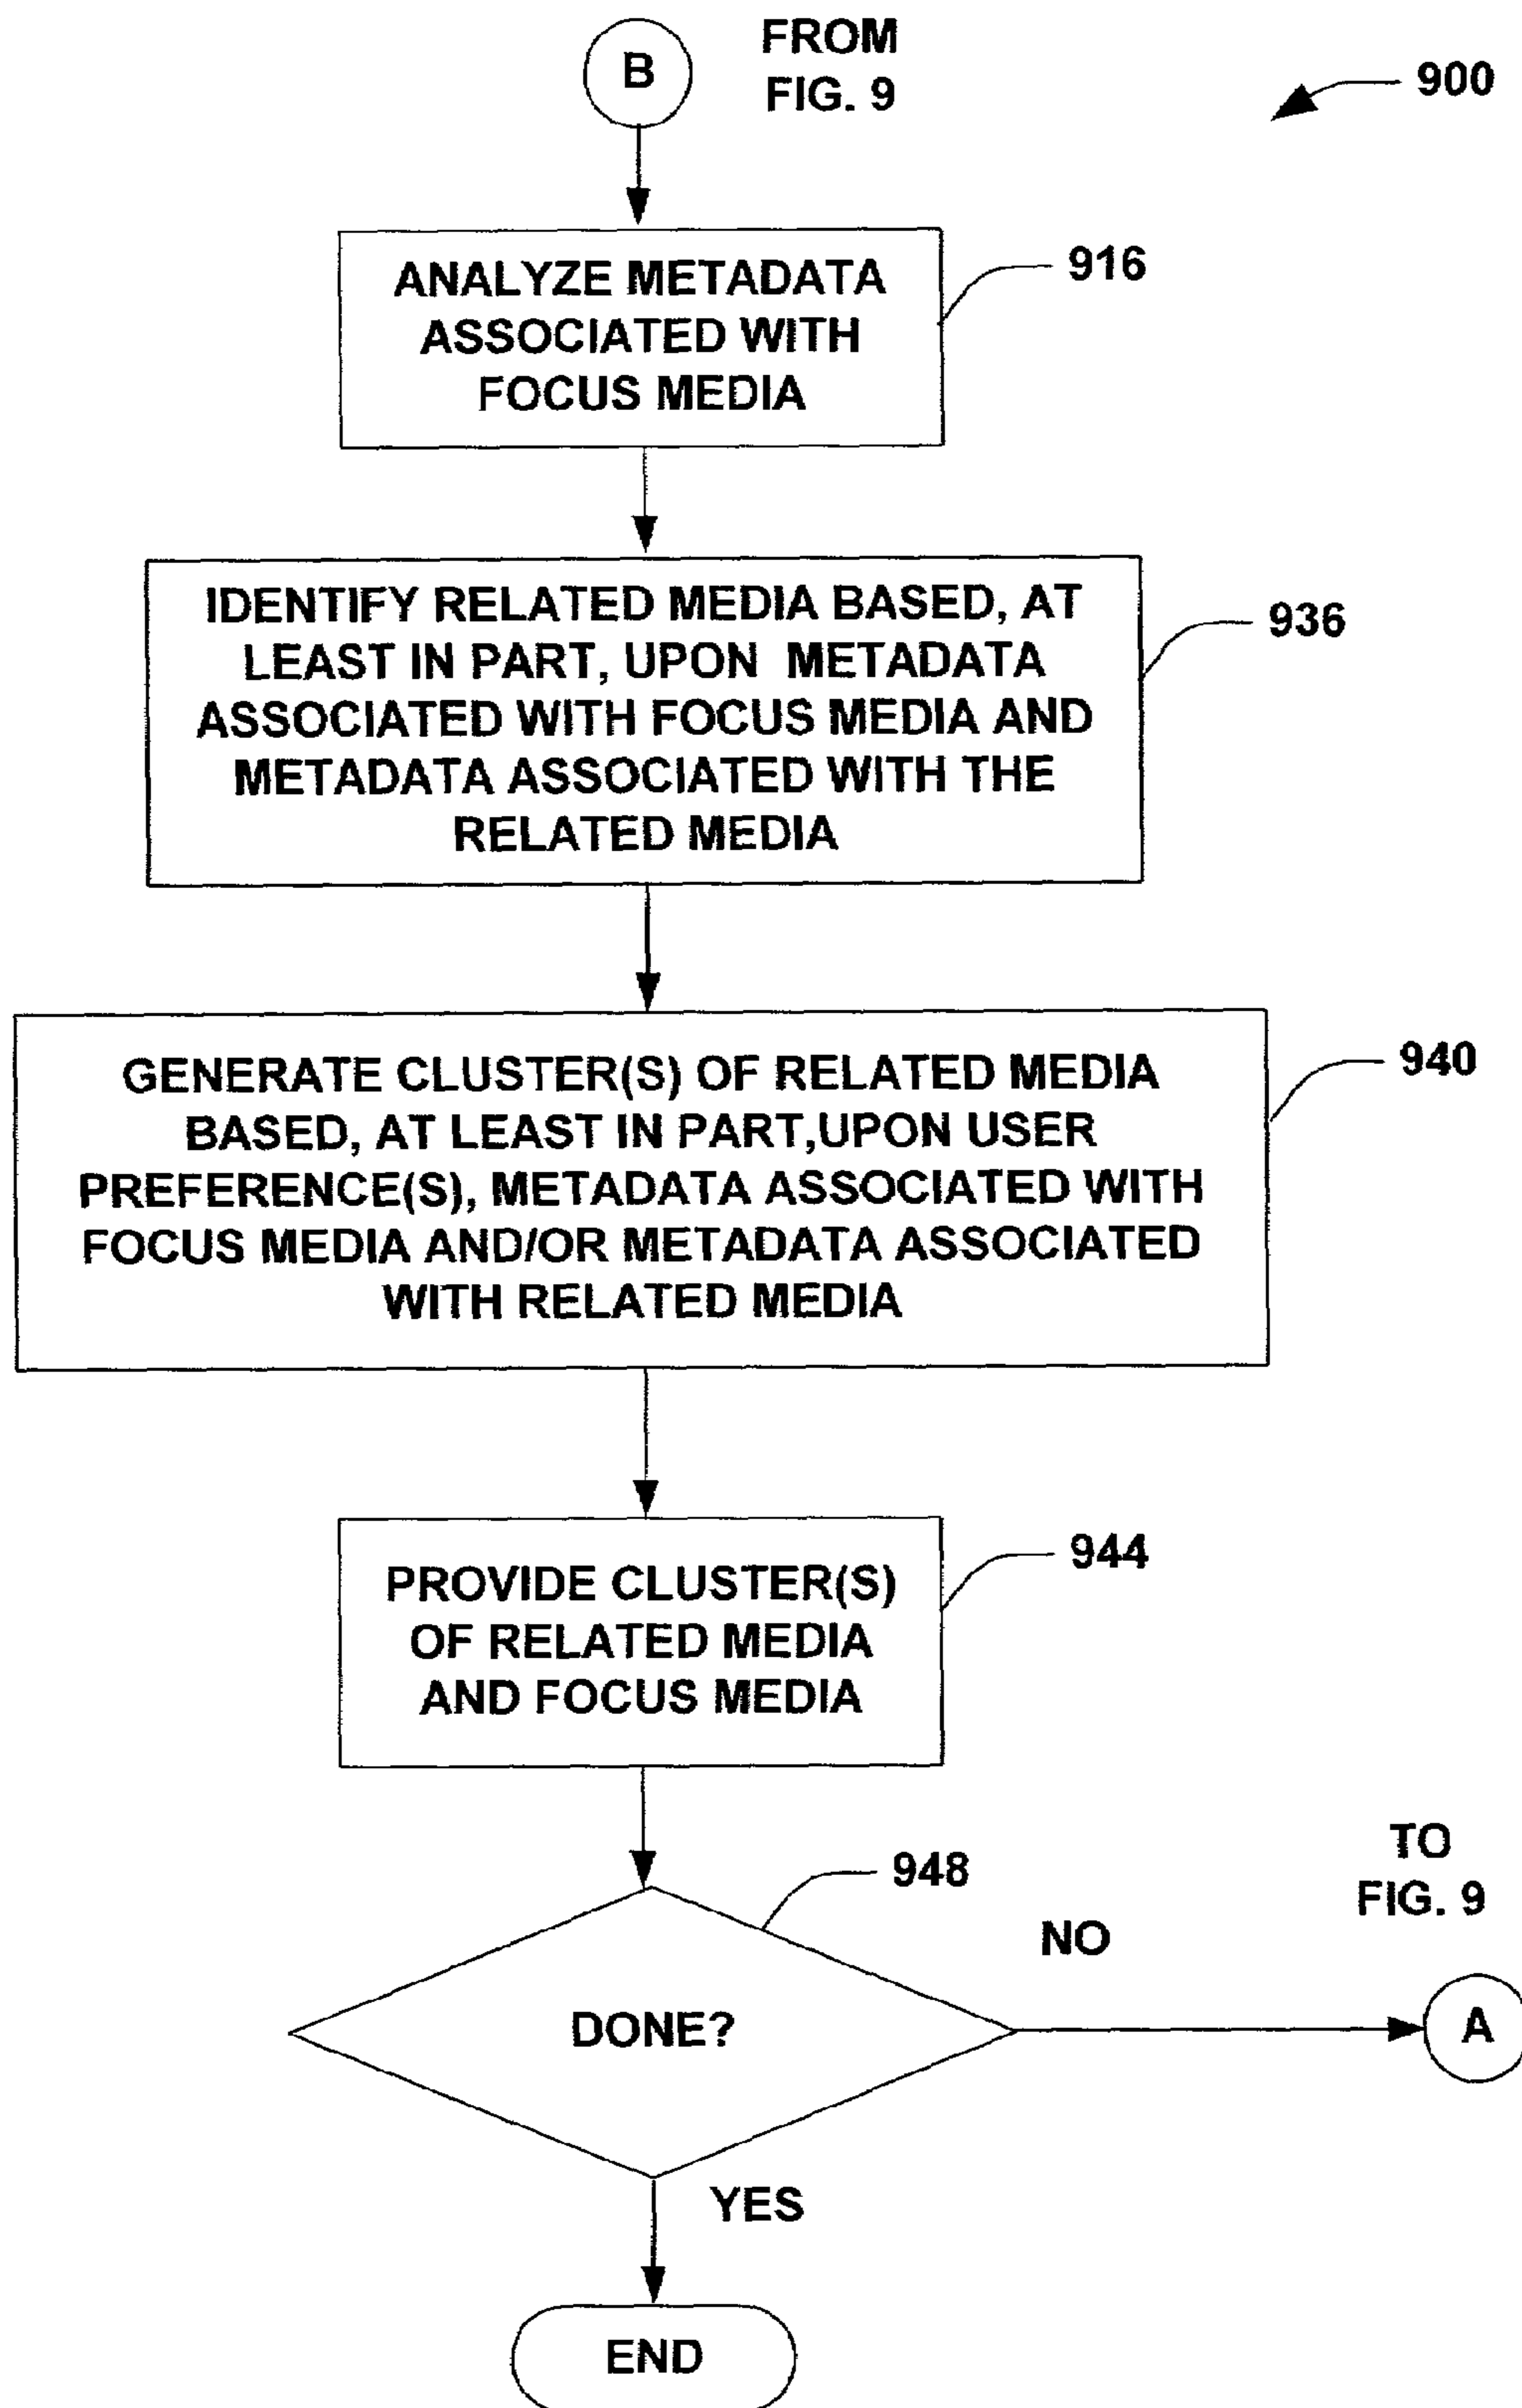 B
FROM
FIG. 9
900
ANALYZE METADATA
ASSOCIATED WITH
FOCUS MEDIA
916
IDENTIFY RELATED MEDIA BASED, AT
LEAST IN PART, UPON METADATA
ASSOCIATED WITH FOCUS MEDIA AND
METADATA ASSOCIATED WITH THE
RELATED MEDIA
936
GENERATE CLUSTER(S) OF RELATED MEDIA
BASED, AT LEAST IN PART,UPON USER
PREFERENCE(S), METADATA ASSOCIATED WITH
FOCUS MEDIA AND/OR METADATA ASSOCIATED
WITH RELATED MEDIA
940
PROVIDE CLUSTER(S)
OF RELATED MEDIA
AND FOCUS MEDIA
944
948
DONE?
NO
TO
FIG. 9
A
YES
END